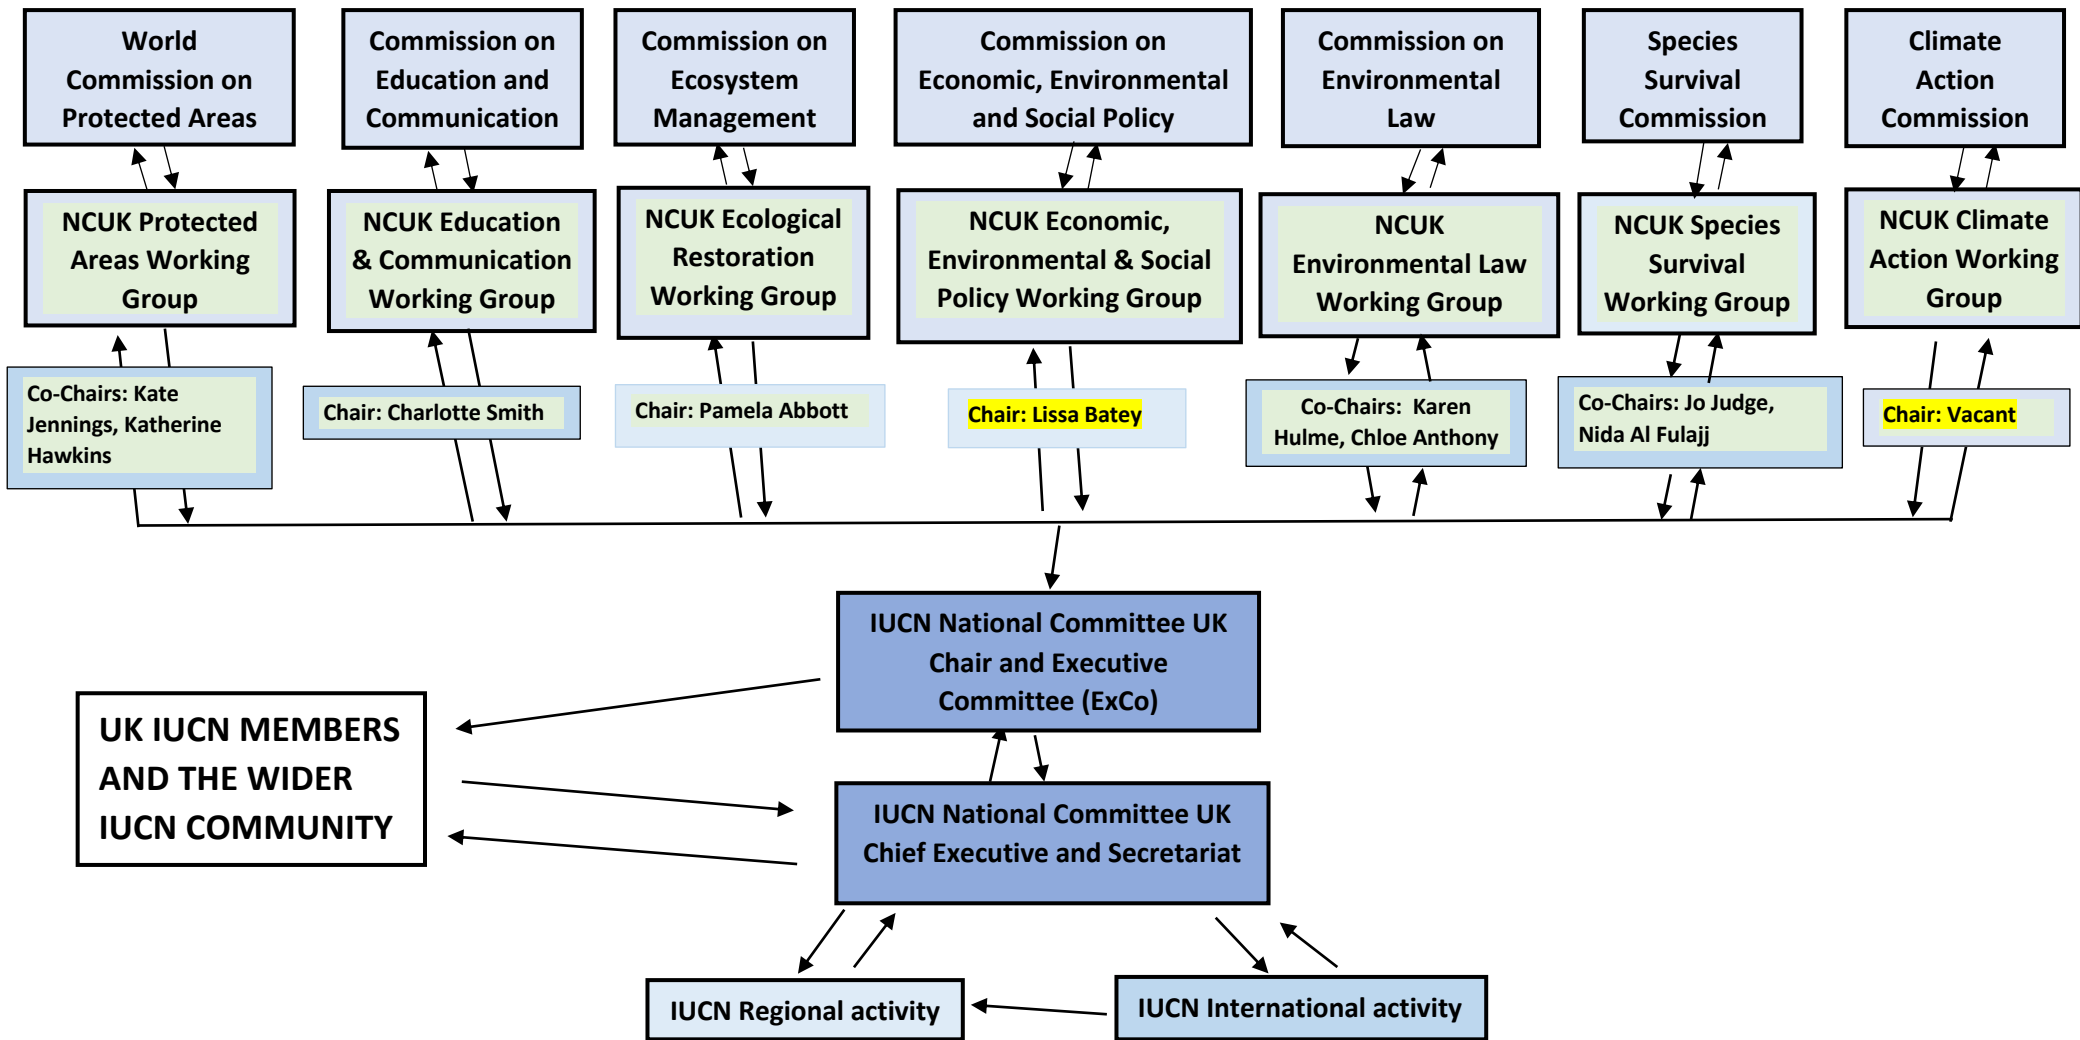 World
Commission on
Protected Areas
Commission on
Education and
Communication
Commission on
Ecosystem
Management
Commission on
Economic, Environmental
and Social Policy
Commission on
Environmental
Law
Species
Survival
Commission
Climate
Action
Commission
NCUK Protected
Areas Working
Group
NCUK Education
& Communication
Working Group
NCUK Ecological
Restoration
Working Group
NCUK Economic,
Environmental & Social
Policy Working Group
NCUK
Environmental Law
Working Group
NCUK Species
Survival
Working Group
NCUK Climate
Action Working
Group
Co-Chairs: Kate
Jennings, Katherine
Hawkins
Chair: Charlotte Smith
Chair: Pamela Abbott
Chair: Lissa Batey
Co-Chairs: Karen
Hulme, Chloe Anthony
Co-Chairs: Jo Judge,
Nida Al Fulajj
Chair: Vacant
IUCN National Committee UK
Chair and Executive
Committee (ExCo)
UK IUCN MEMBERS
AND THE WIDER
IUCN COMMUNITY
IUCN National Committee UK
Chief Executive and Secretariat
IUCN Regional activity
IUCN International activity